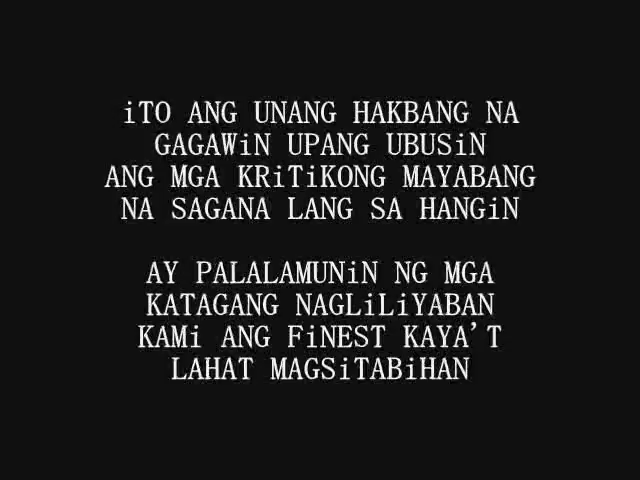 iTO ANG UNANG HAKBANG NA
GAGAWiN UPANG UBUSiN
ANG MGA KRiTiKONG MAYABANG
NA SAGANA LANG SA HANGiN
AY PALALAMUNiN NG MGA
KATAGANG NAGLiLiYABAN
KAMi ANG FiNEST KAYA'T
LAHAT MAGSiTABiHAN